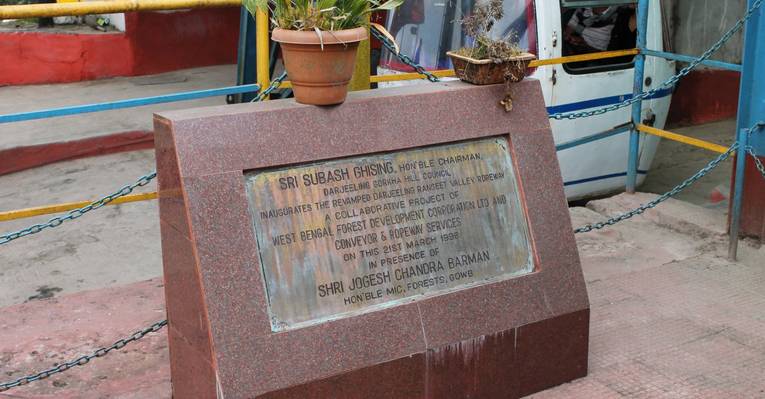 SRI SUBASH GHISING, HON'BLE CHAIRMAN,
DARJEELING GORKHA HILL COUNCIL
INAUGURATES THE REVAMPED DARJEELING RANGEET VALLEY ROPEWAY
A COLLABORATIVE PROJECT OF
WEST BENGAL FOREST DEVELOPMENT CORPORATION LTD AND
CONVEYOR & ROPEWAY SERVICES
ON THIS 21ST MARCH 1998
IN PRESENCE OF
SHRI JOGESH CHANDRA BARMAN
HON'BLE MIC, FORESTS, GOWB